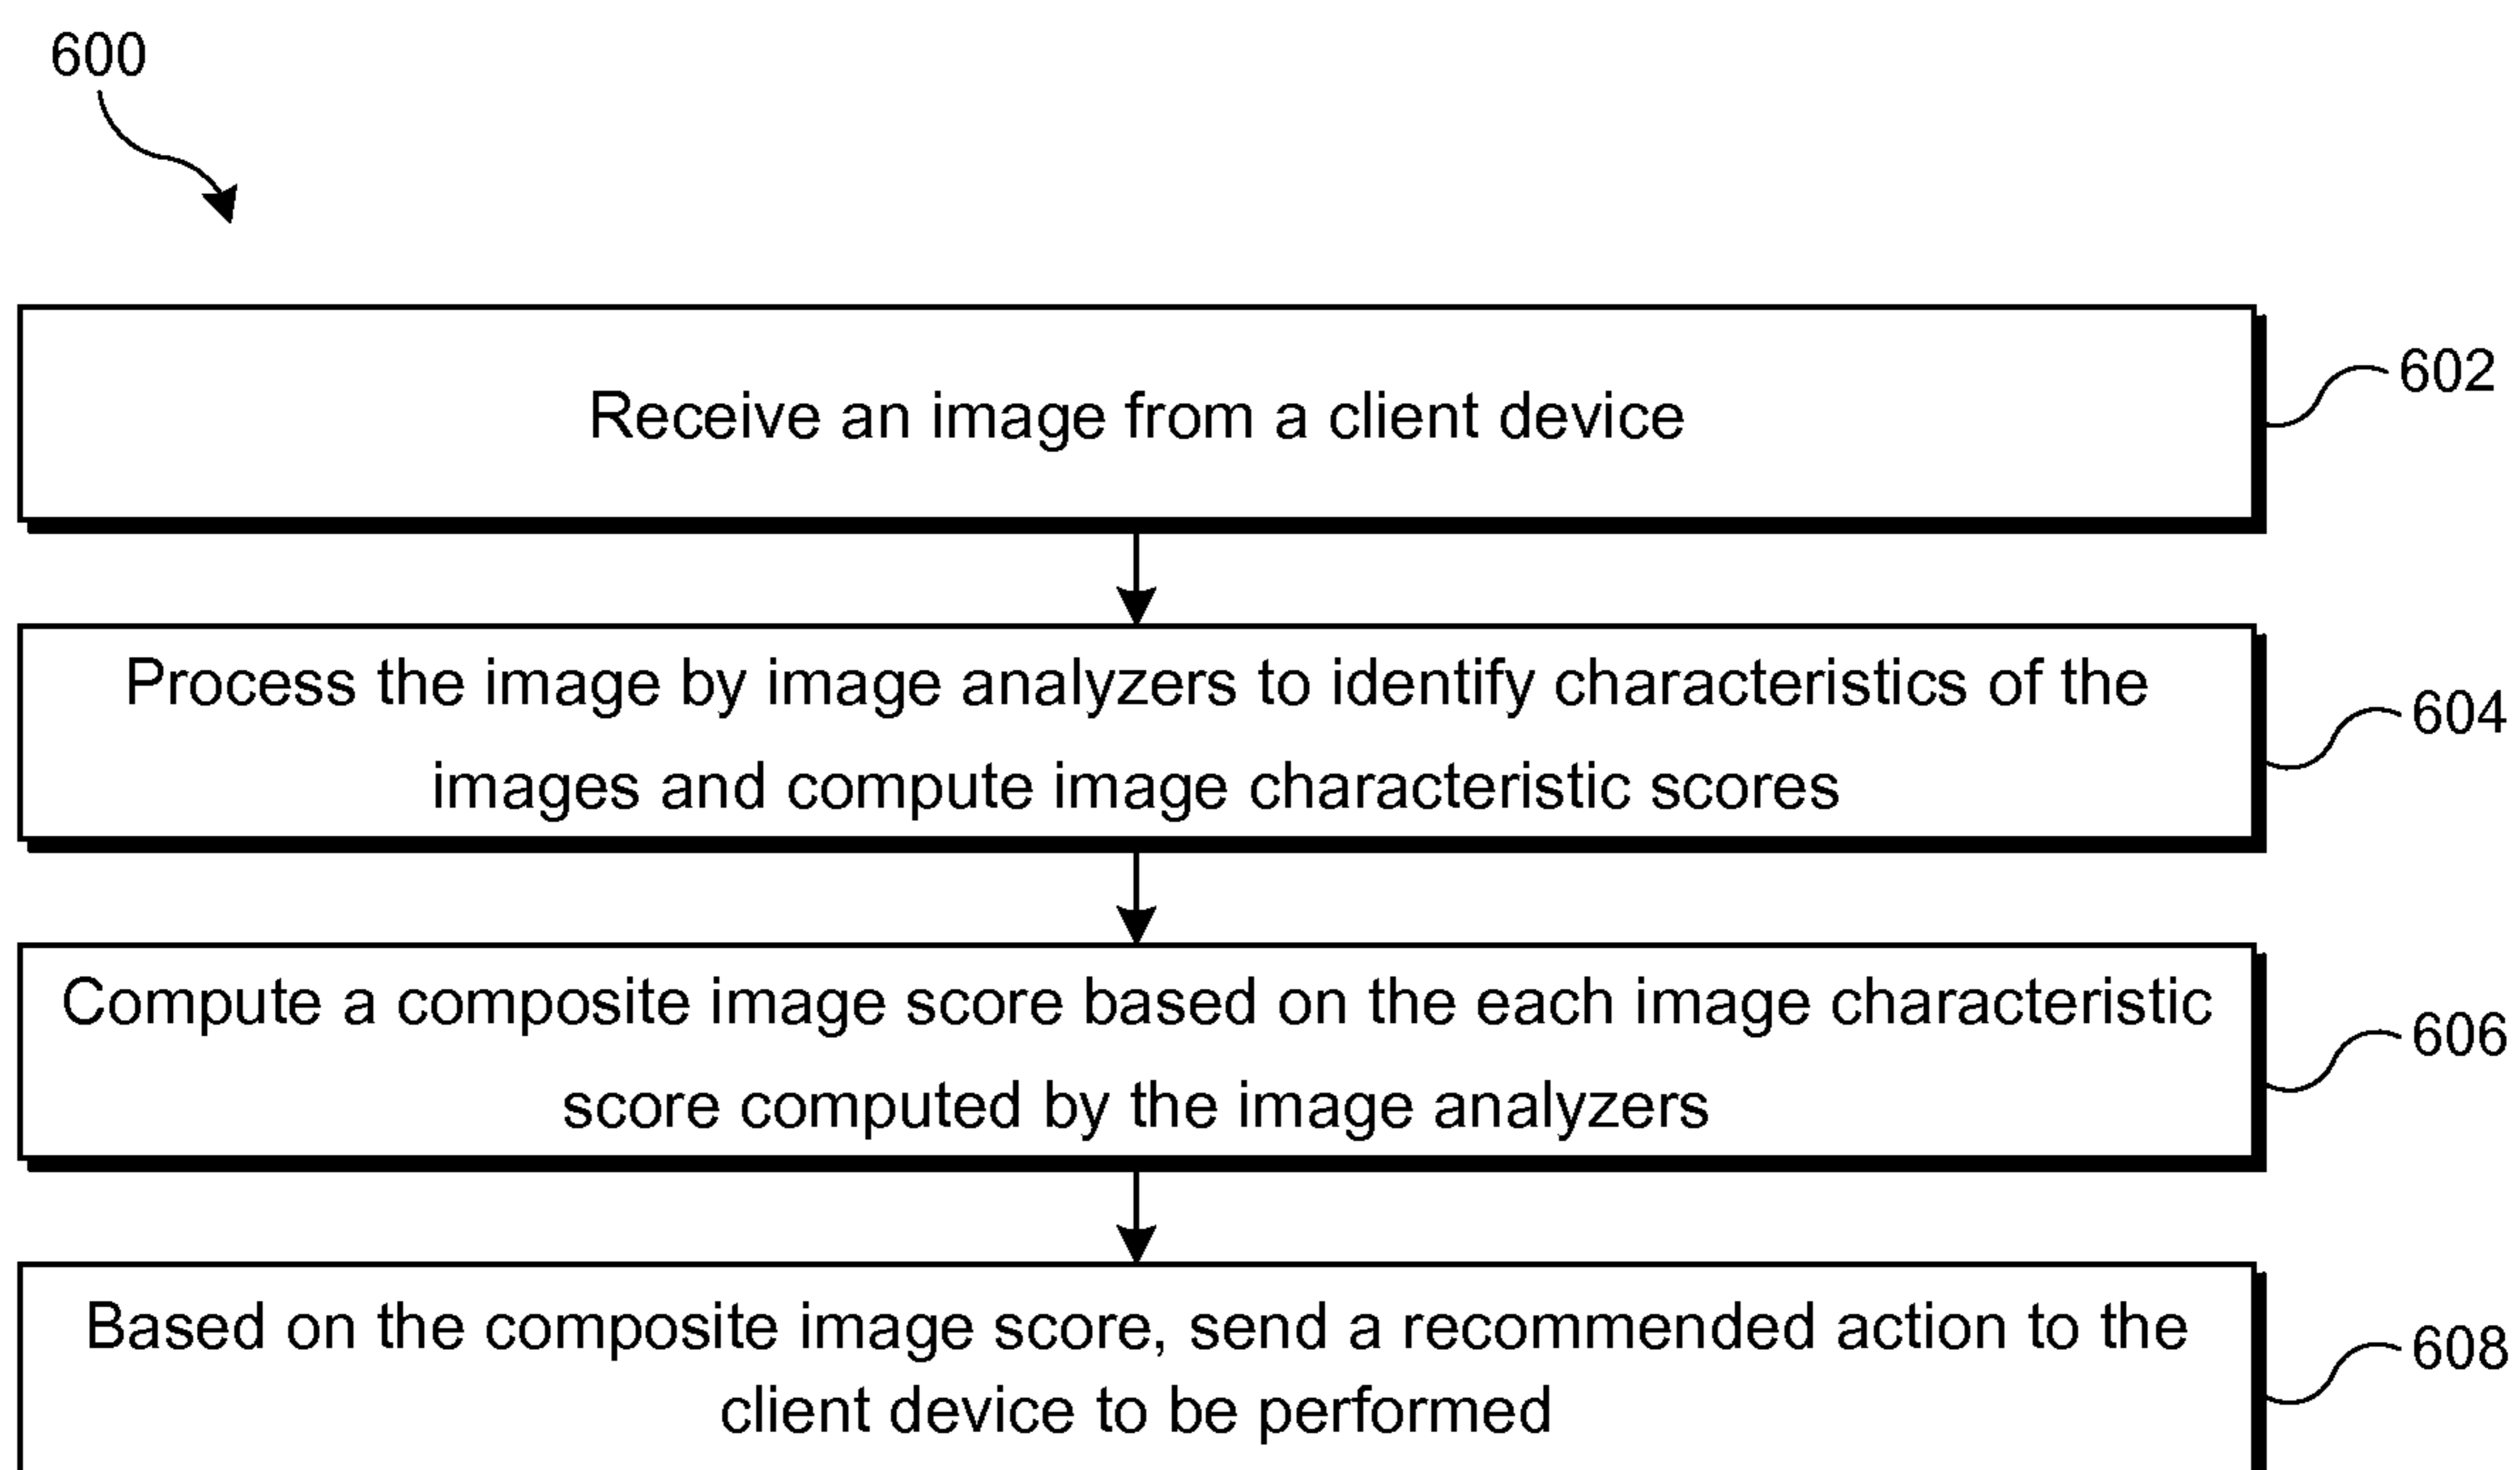 600
Receive an image from a client device
602
Process the image by image analyzers to identify characteristics of the
images and compute image characteristic scores
604
Compute a composite image score based on the each image characteristic
score computed by the image analyzers
606
Based on the composite image score, send a recommended action to the
client device to be performed
608